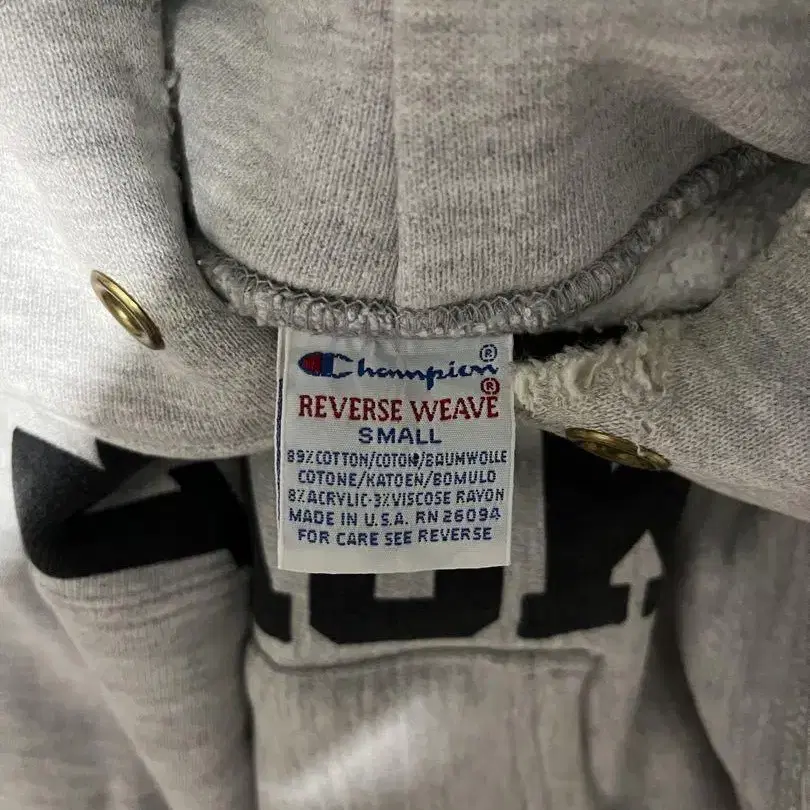 Champion®
REVERSE WEAVE®
SMALL
89% COTTON/COTON/BAUMWOLLE
COTONE/KATOEN/BOMULD
8% ACRYLIC-3% VISCOSE RAYON
MADE IN U.S.A. RN 26094
FOR CARE SEE REVERSE